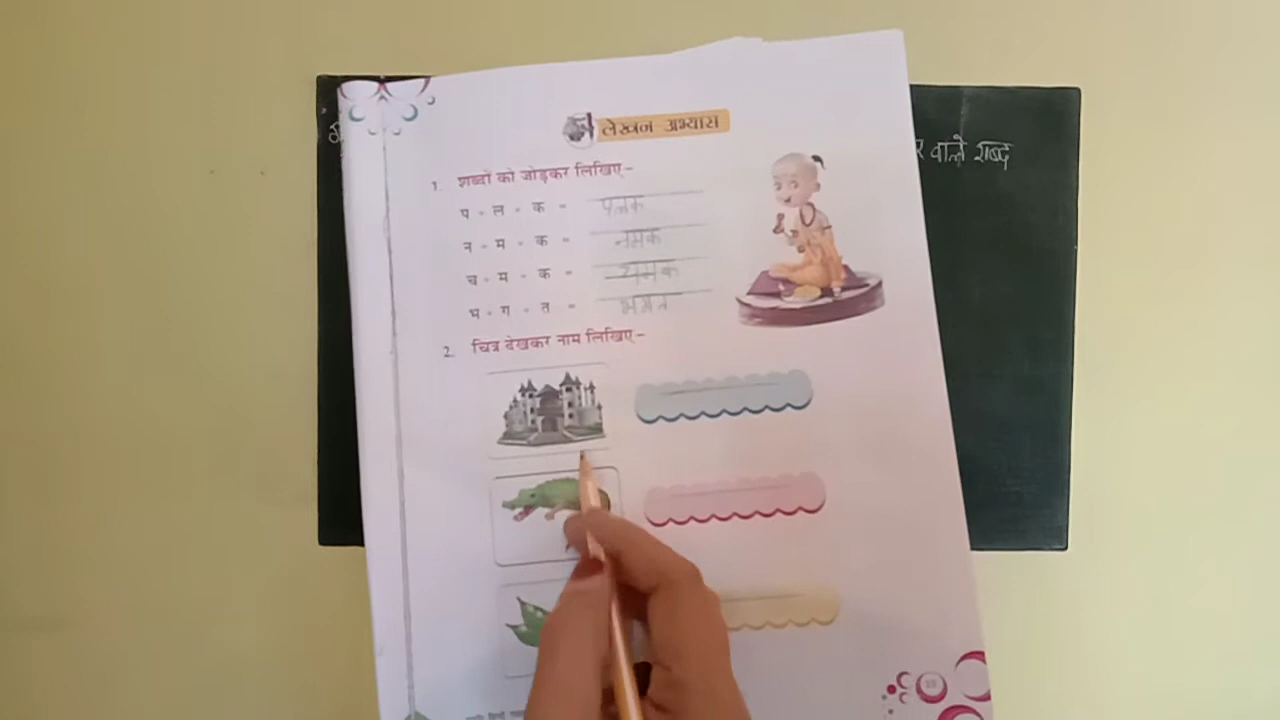 लेखन अभ्यास
र वाले शब्द
1. शब्दों को जोड़कर लिखिए–
प + ल + क = पलक
न + म + क = नमक
च + म + क = चमक
भ + ग + त = भगत
2. चित्र देखकर नाम लिखिए–